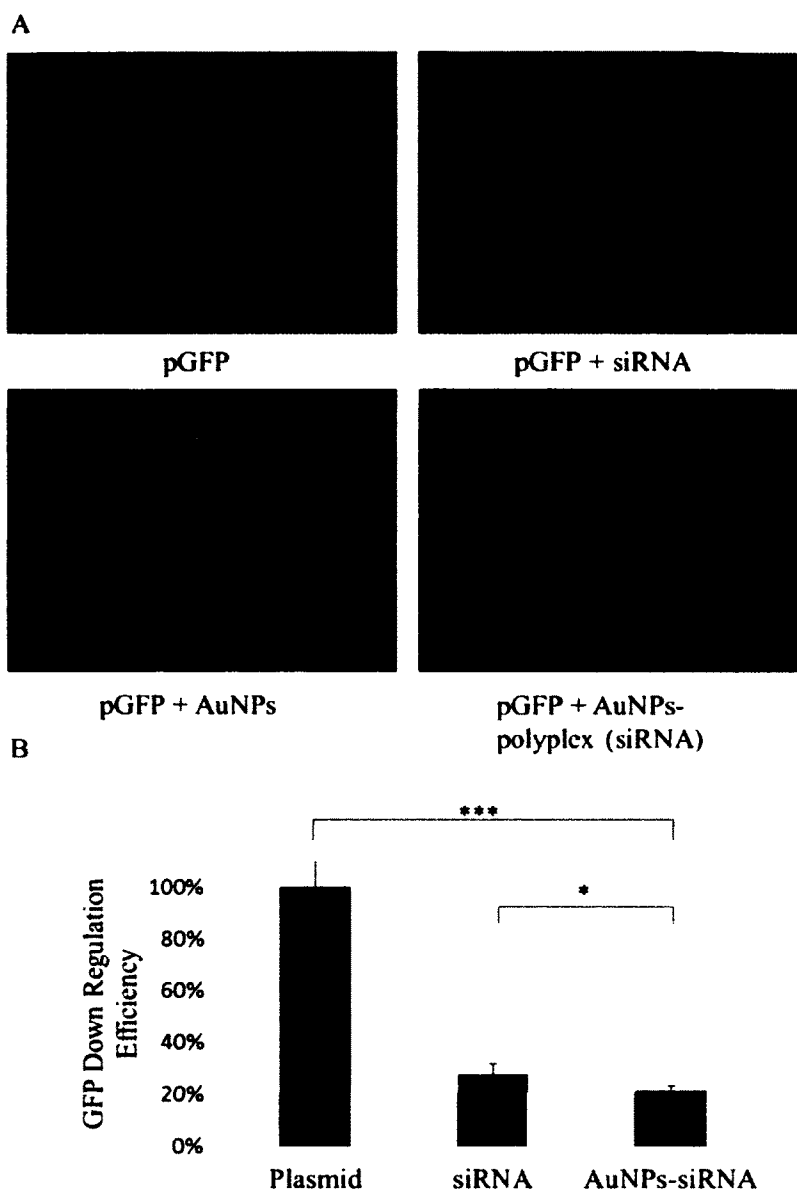 A
pGFP
pGFP + siRNA
pGFP + AuNPs
pGFP + AuNPs-
polyplex (siRNA)
B
***
*
GFP Down Regulation
Efficiency
100%
80%
60%
40%
20%
0%
Plasmid
siRNA
AuNPs-siRNA